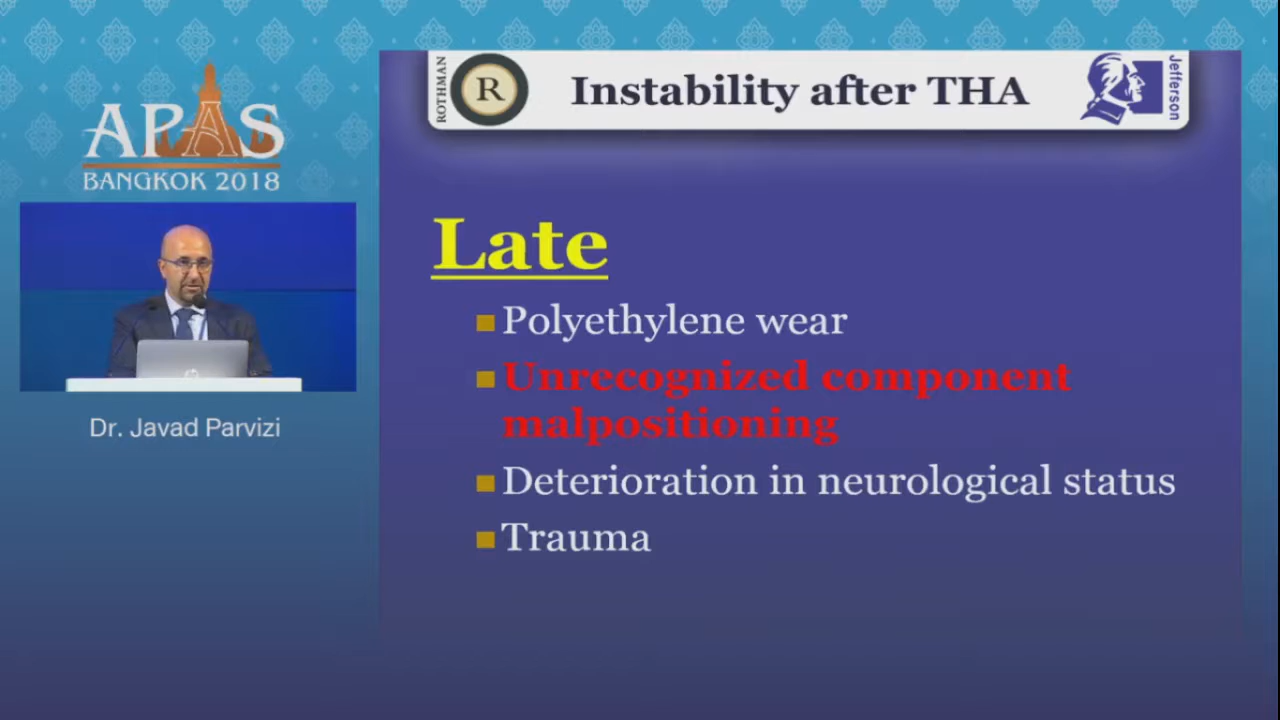 APAS
BANGKOK 2018
Dr. Javad Parvizi
ROTHMAN
R
Instability after THA
Jefferson
Late
Polyethylene wear
Unrecognized component
malpositioning
Deterioration in neurological status
Trauma